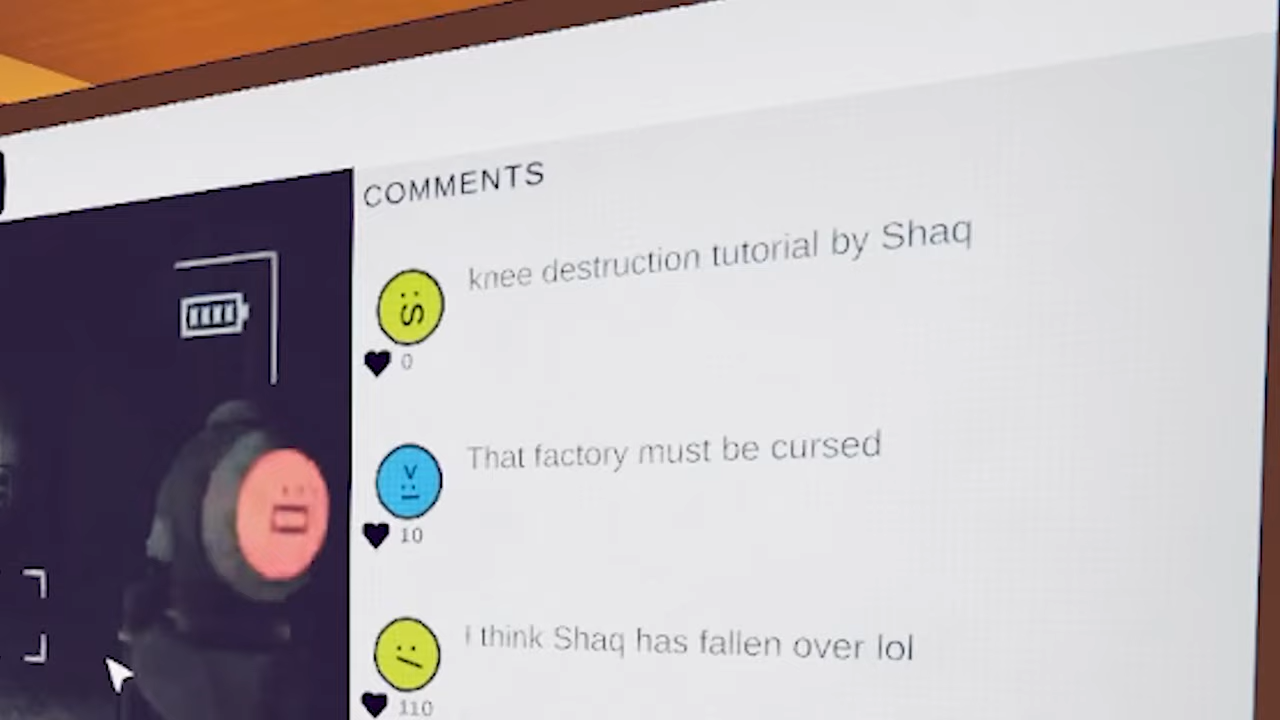 COMMENTS
knee destruction tutorial by Shaq
0
That factory must be cursed
10
i think Shaq has fallen over lol
110